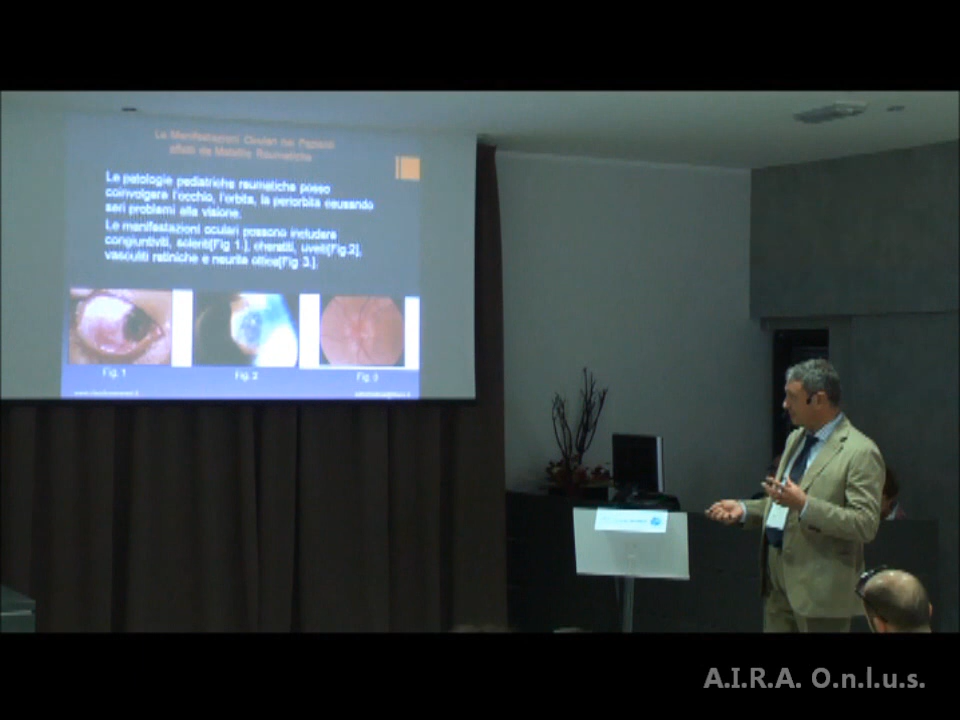 Le Manifestazioni Oculari nei Pazienti
affetti da Malattie Reumatiche
Le patologie pediatriche reumatiche posso
coinvolgere l'occhio, l'orbita, la periorbita causando
seri problemi alla visione.
Le manifestazioni oculari possono includere
congiuntiviti, scleriti[Fig 1.], cheratiti, uveiti[Fig.2],
vasculiti retiniche e neurite ottica[Fig 3.].
Fig. 1
Fig. 2
Fig. 3
A.I.R.A. O.n.l.u.s.